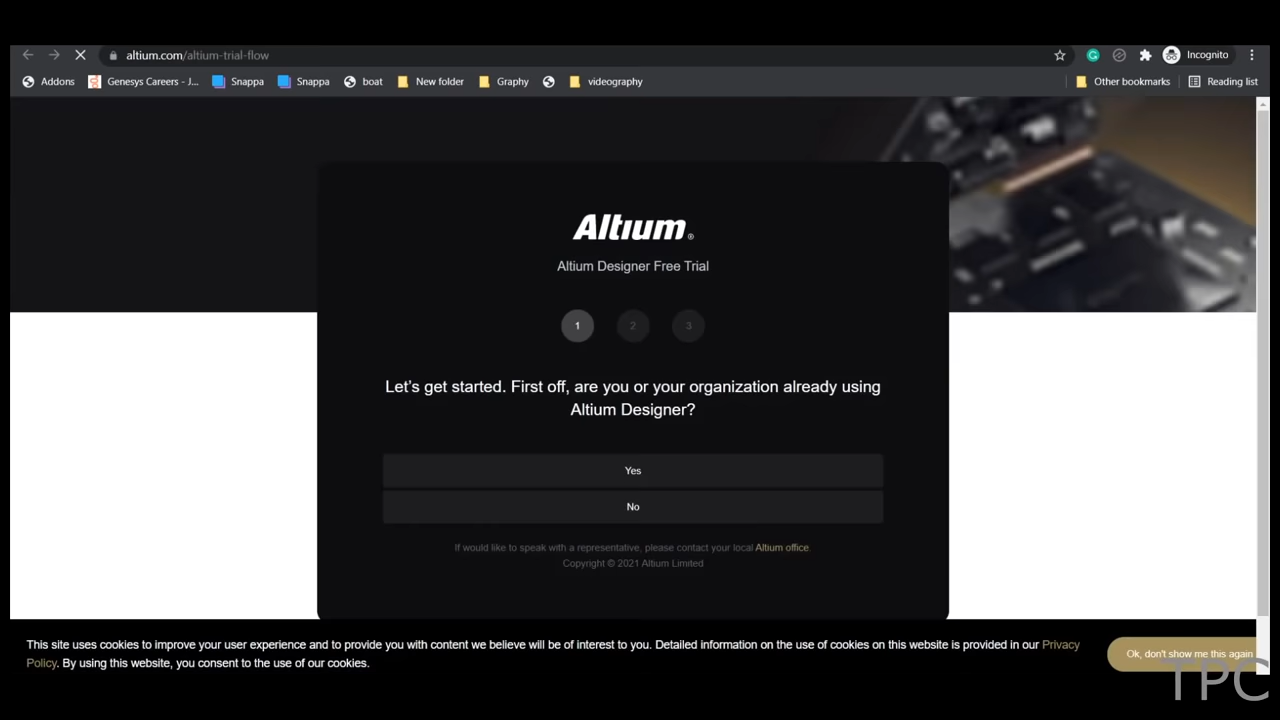 altium.com/altium-trial-flow
Incognito
Addons
Genesys Careers - J...
Snappa
Snappa
boat
New folder
Graphy
videography
Other bookmarks
Reading list
Altium®
Altium Designer Free Trial
1 2 3
Let's get started. First off, are you or your organization already using
Altium Designer?
Yes
No
If would like to speak with a representative, please contact your local Altium office.
Copyright © 2021 Altium Limited
This site uses cookies to improve your user experience and to provide you with content we believe will be of interest to you. Detailed information on the use of cookies on this website is provided in our Privacy
Policy. By using this website, you consent to the use of our cookies.
Ok, don't show me this again
TPC